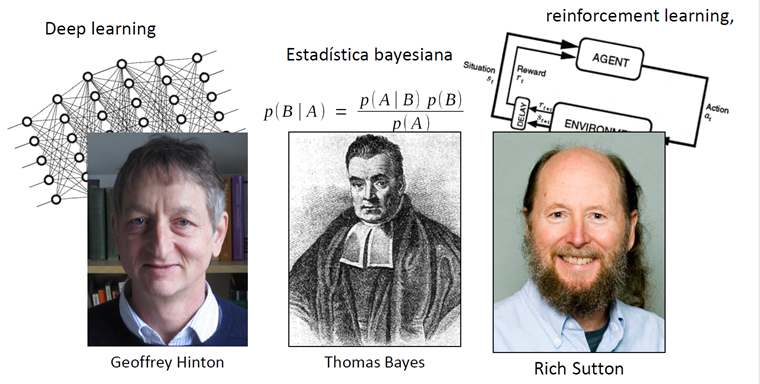 Deep learning
Estadística bayesiana
p(B|A) = p(A|B) p(B)
p(A)
reinforcement learning,
AGENT
Situation
s_t
Reward
r_t
Action
a_t
DELAY
r_t+1
s_t+1
ENVIRONM
Geoffrey Hinton
Thomas Bayes
Rich Sutton